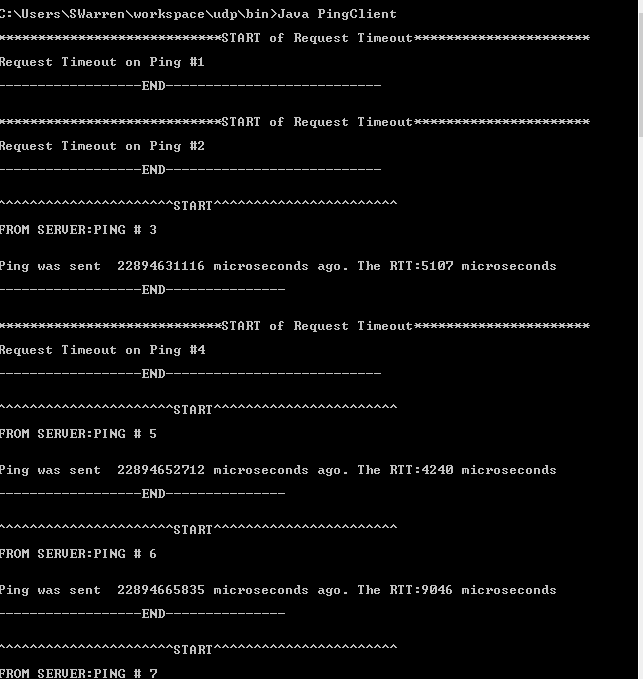 C:\Users\SWarren\workspace\udp\bin>Java PingClient
****************************START of Request Timeout**********************
Request Timeout on Ping #1
------------------END---------------------------
****************************START of Request Timeout**********************
Request Timeout on Ping #2
------------------END---------------------------
^^^^^^^^^^^^^^^^^^^^^^START^^^^^^^^^^^^^^^^^^^^^^^
FROM SERVER:PING # 3
Ping was sent  22894631116 microseconds ago. The RTT:5107 microseconds
------------------END---------------
****************************START of Request Timeout**********************
Request Timeout on Ping #4
------------------END---------------------------
^^^^^^^^^^^^^^^^^^^^^^START^^^^^^^^^^^^^^^^^^^^^^^
FROM SERVER:PING # 5
Ping was sent  22894652712 microseconds ago. The RTT:4240 microseconds
------------------END---------------
^^^^^^^^^^^^^^^^^^^^^^START^^^^^^^^^^^^^^^^^^^^^^^
FROM SERVER:PING # 6
Ping was sent  22894665835 microseconds ago. The RTT:9046 microseconds
------------------END---------------
^^^^^^^^^^^^^^^^^^^^^^START^^^^^^^^^^^^^^^^^^^^^^^
FROM SERVER:PING # 7